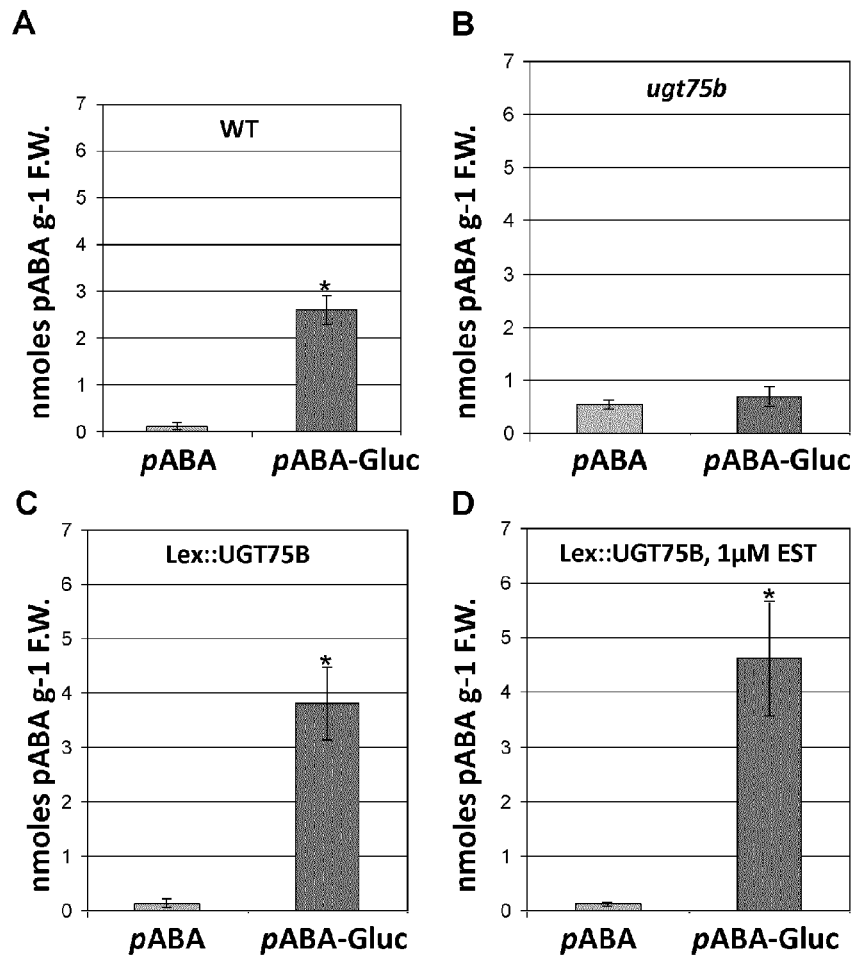 A
nmoles pABA g-1 F.W.
7
6
5
4
3
2
1
0
WT
*
pABA
pABA-Gluc
B
nmoles pABA g-1 F.W.
7
6
5
4
3
2
1
0
ugt75b
pABA
pABA-Gluc
C
nmoles pABA g-1 F.W.
7
6
5
4
3
2
1
0
Lex::UGT75B
*
pABA
pABA-Gluc
D
nmoles pABA g-1 F.W.
7
6
5
4
3
2
1
0
Lex::UGT75B, 1µM EST
*
pABA
pABA-Gluc